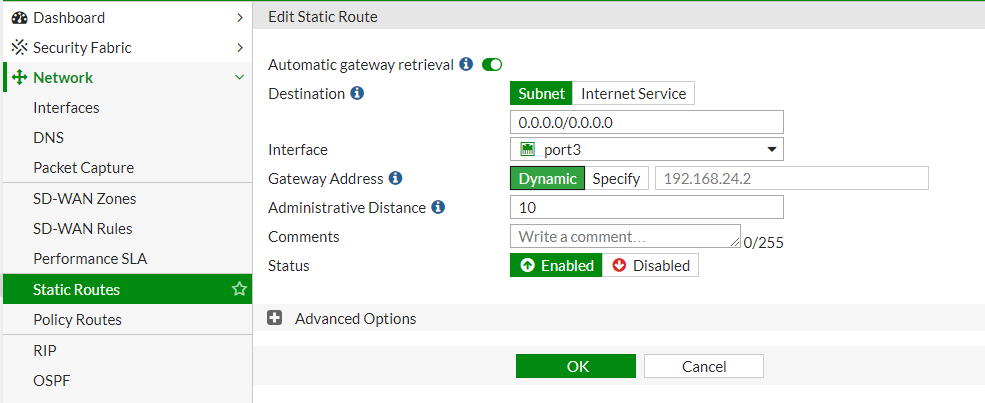 Dashboard
Security Fabric
Network
Interfaces
DNS
Packet Capture
SD-WAN Zones
SD-WAN Rules
Performance SLA
Static Routes
Policy Routes
RIP
OSPF
Edit Static Route
Automatic gateway retrieval
Destination Subnet Internet Service
0.0.0.0/0.0.0.0
Interface port3
Gateway Address Dynamic Specify 192.168.24.2
Administrative Distance 10
Comments Write a comment... 0/255
Status Enabled Disabled
Advanced Options
OK Cancel